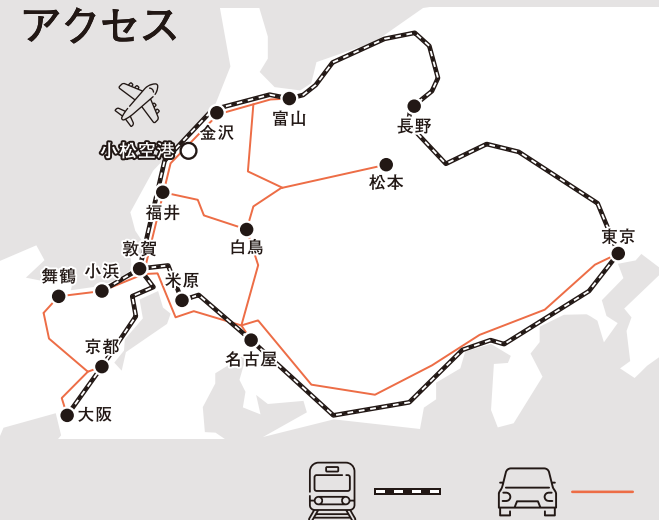 アクセス
富山
金沢
長野
小松空港
松本
福井
東京
白鳥
敦賀
小浜
舞鶴
米原
京都
名古屋
大阪